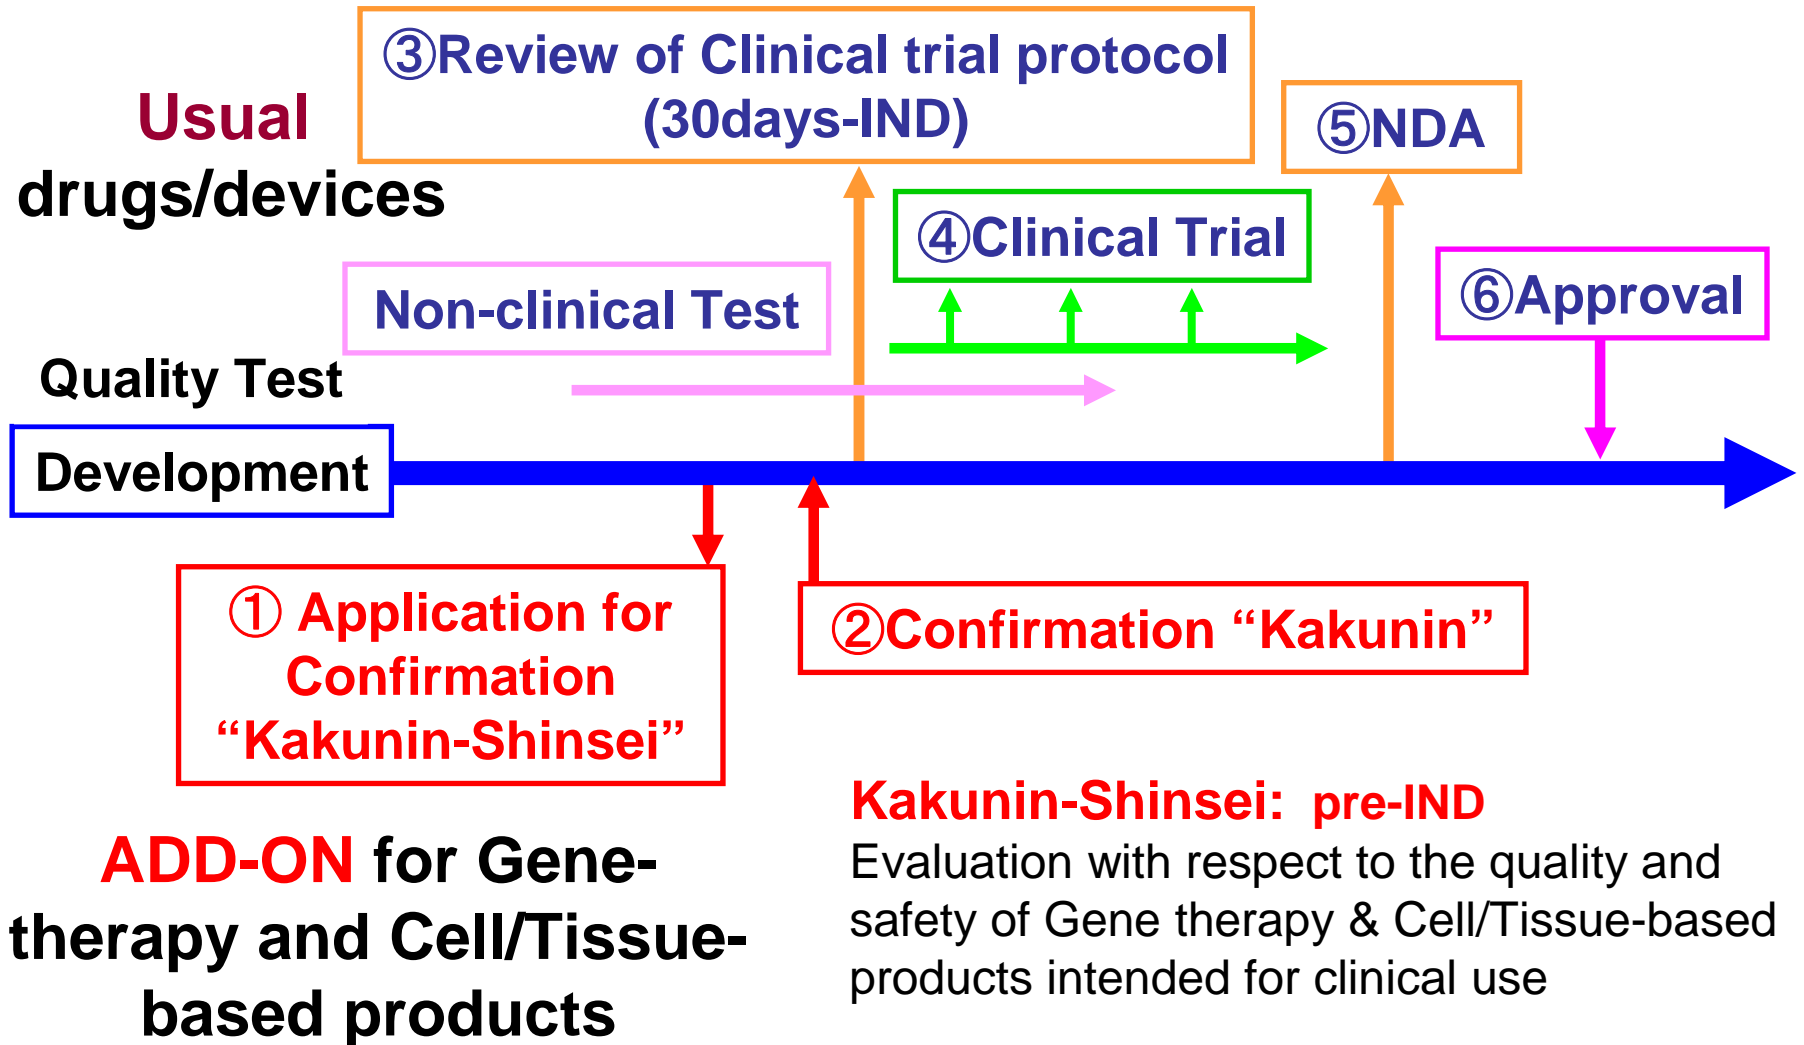 ③Review of Clinical trial protocol
(30days-IND)
Usual
drugs/devices
⑤NDA
④Clinical Trial
Non-clinical Test
⑥Approval
Quality Test
Development
① Application for
Confirmation
“Kakunin-Shinsei”
②Confirmation “Kakunin”
ADD-ON for Gene-
therapy and Cell/Tissue-
based products
Kakunin-Shinsei: pre-IND
Evaluation with respect to the quality and
safety of Gene therapy & Cell/Tissue-based
products intended for clinical use